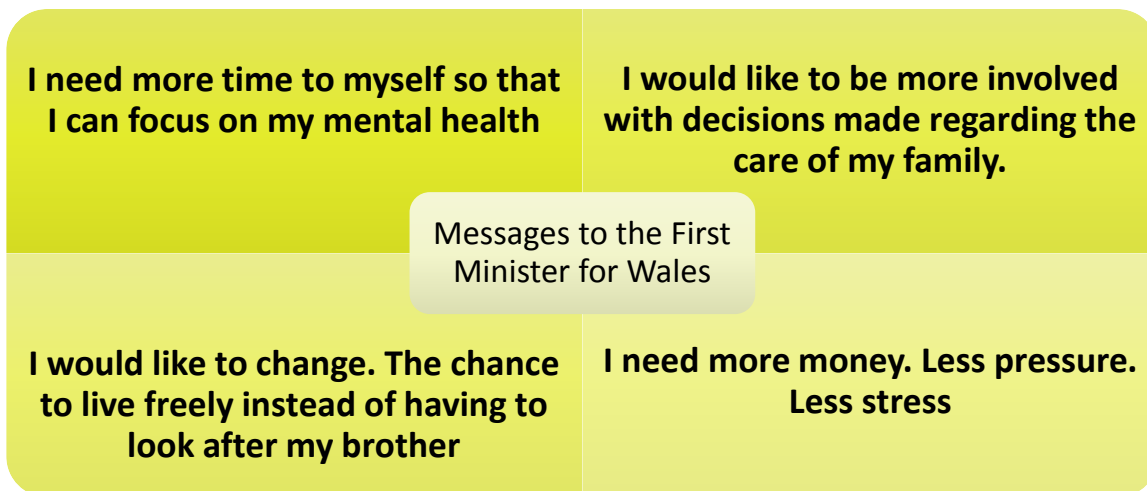 I need more time to myself so that
I can focus on my mental health
I would like to be more involved
with decisions made regarding the
care of my family.
Messages to the First
Minister for Wales
I would like to change. The chance
to live freely instead of having to
look after my brother
I need more money. Less pressure.
Less stress